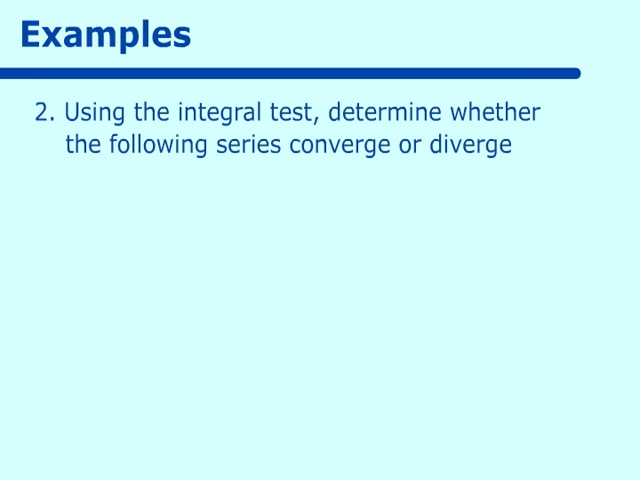 Examples
2. Using the integral test, determine whether
the following series converge or diverge